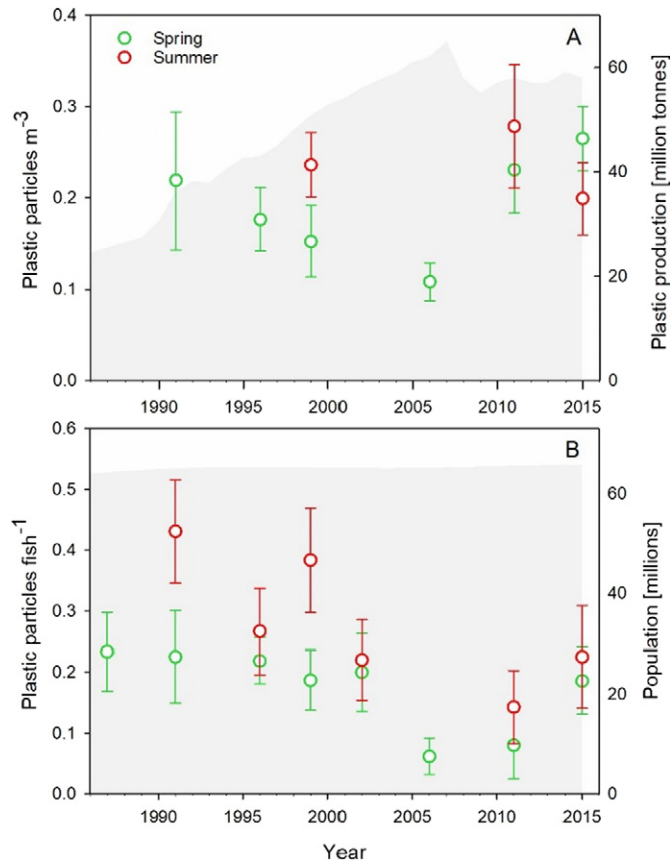 A
Spring
Summer
Plastic particles m⁻³
0.4
0.3
0.2
0.1
0.0
Plastic production [million tonnes]
60
40
20
0
1990 1995 2000 2005 2010 2015
B
Plastic particles fish⁻¹
0.6
0.5
0.4
0.3
0.2
0.1
0.0
Population [millions]
60
40
20
0
1990 1995 2000 2005 2010 2015
Year